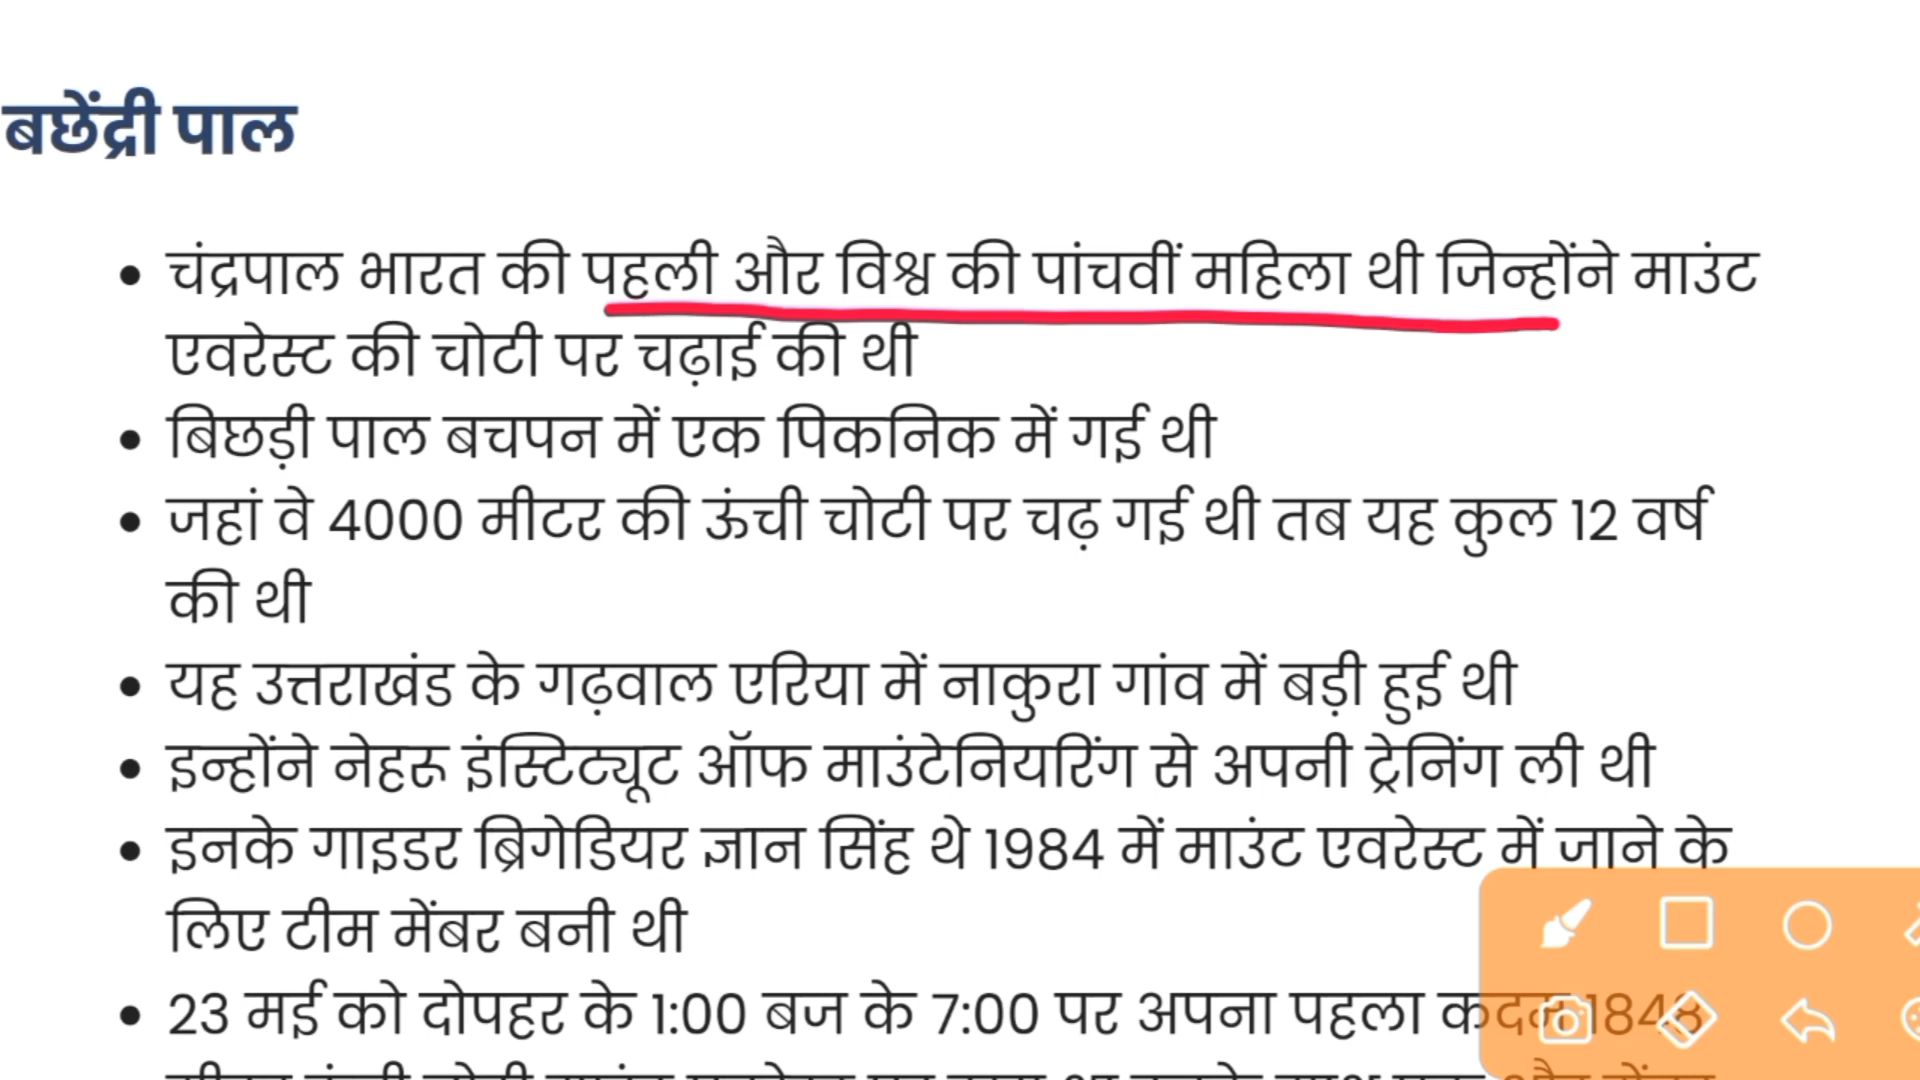 बछेंद्री पाल
• चंद्रपाल भारत की पहली और विश्व की पांचवीं महिला थी जिन्होंने माउंट
एवरेस्ट की चोटी पर चढ़ाई की थी
• बिछड़ी पाल बचपन में एक पिकनिक में गई थी
• जहां वे 4000 मीटर की ऊंची चोटी पर चढ़ गई थी तब यह कुल 12 वर्ष
की थी
• यह उत्तराखंड के गढ़वाल एरिया में नाकुरा गांव में बड़ी हुई थी
• इन्होंने नेहरू इंस्टिट्यूट ऑफ माउंटेनियरिंग से अपनी ट्रेनिंग ली थी
• इनके गाइडर ब्रिगेडियर ज्ञान सिंह थे 1984 में माउंट एवरेस्ट में जाने के
लिए टीम मेंबर बनी थी
• 23 मई को दोपहर के 1:00 बज के 7:00 पर अपना पहला कदम